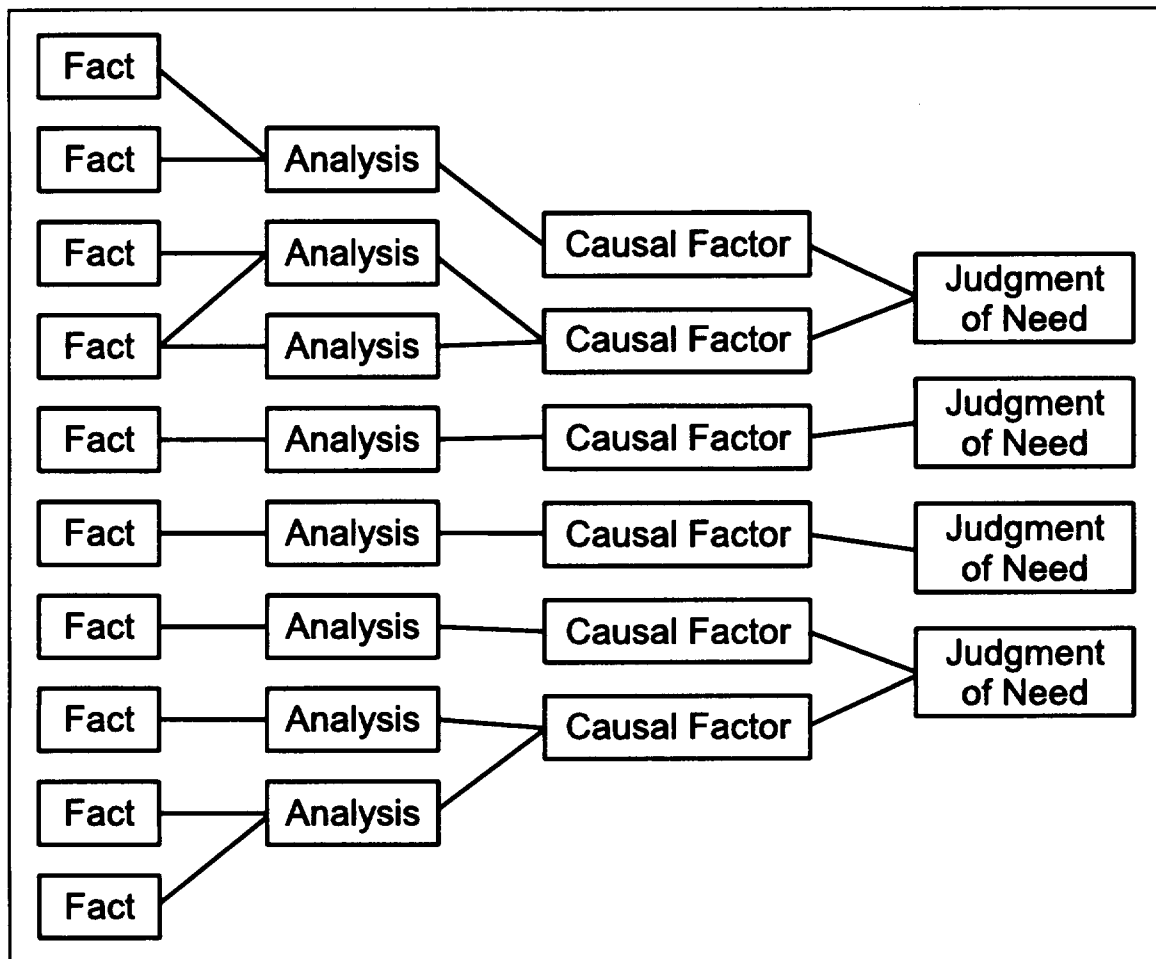 Fact
Fact
Analysis
Fact
Analysis
Causal Factor
Judgment
of Need
Fact
Analysis
Causal Factor
Fact
Analysis
Causal Factor
Judgment
of Need
Fact
Analysis
Causal Factor
Judgment
of Need
Fact
Analysis
Causal Factor
Judgment
of Need
Fact
Analysis
Causal Factor
Fact
Analysis
Fact